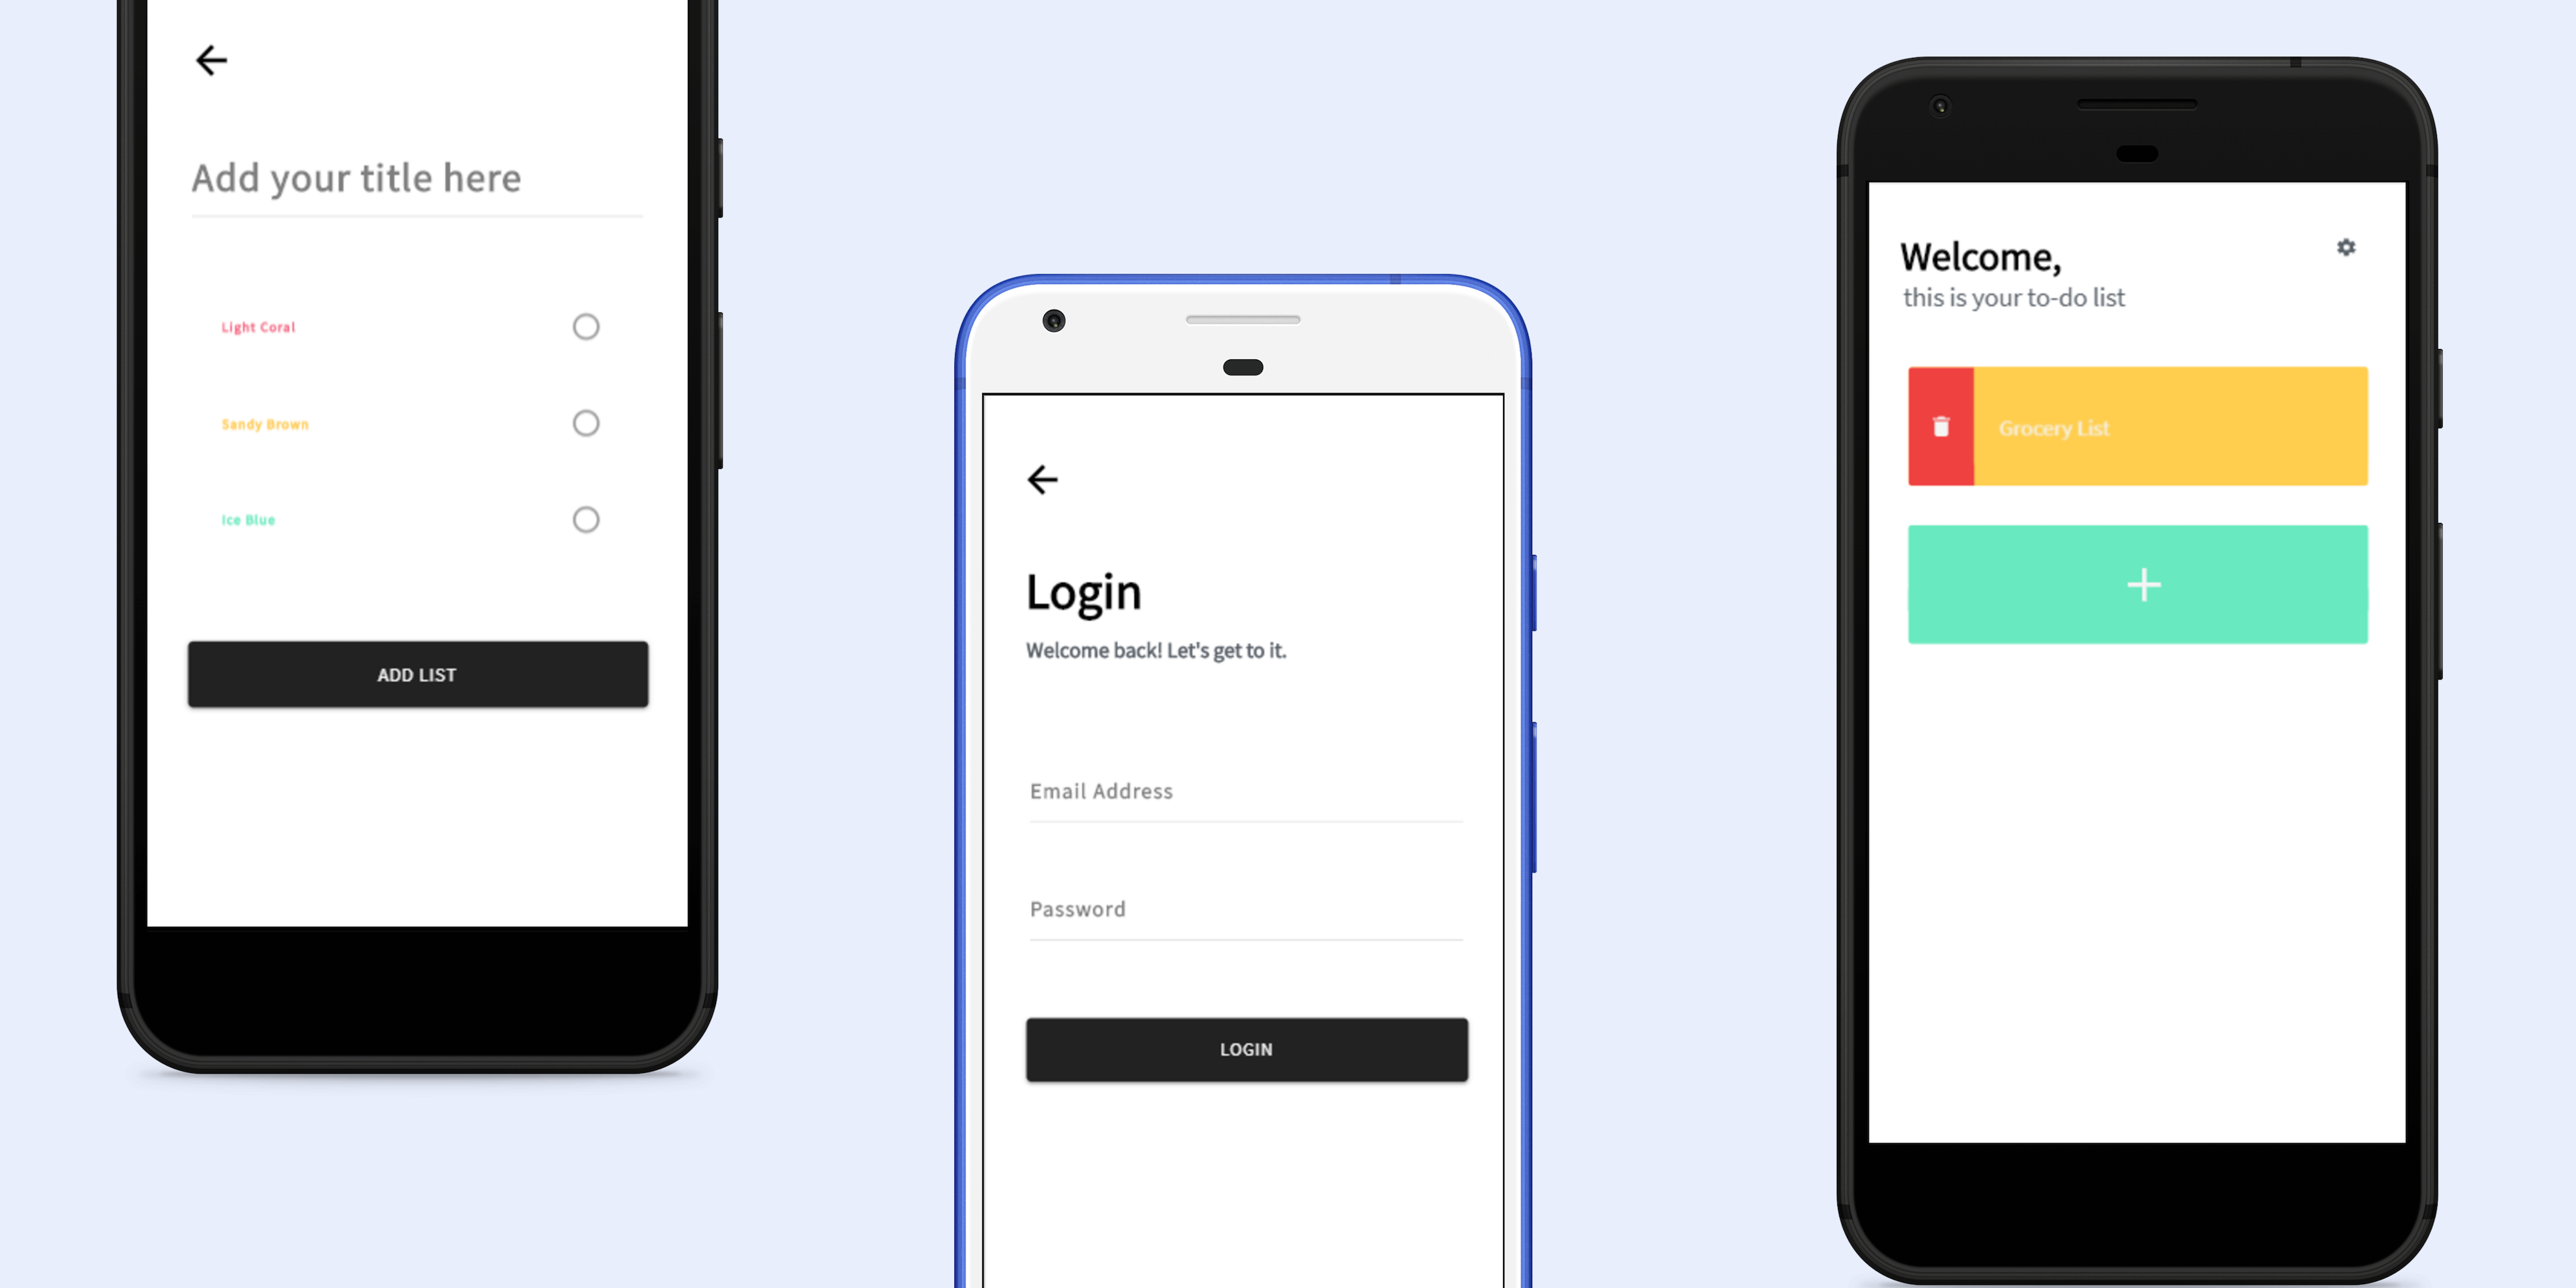 Add your title here
Light Coral
Sandy Brown
Ice Blue
ADD LIST
Login
Welcome back! Let's get to it.
Email Address
Password
LOGIN
Welcome,
this is your to-do list
Grocery List